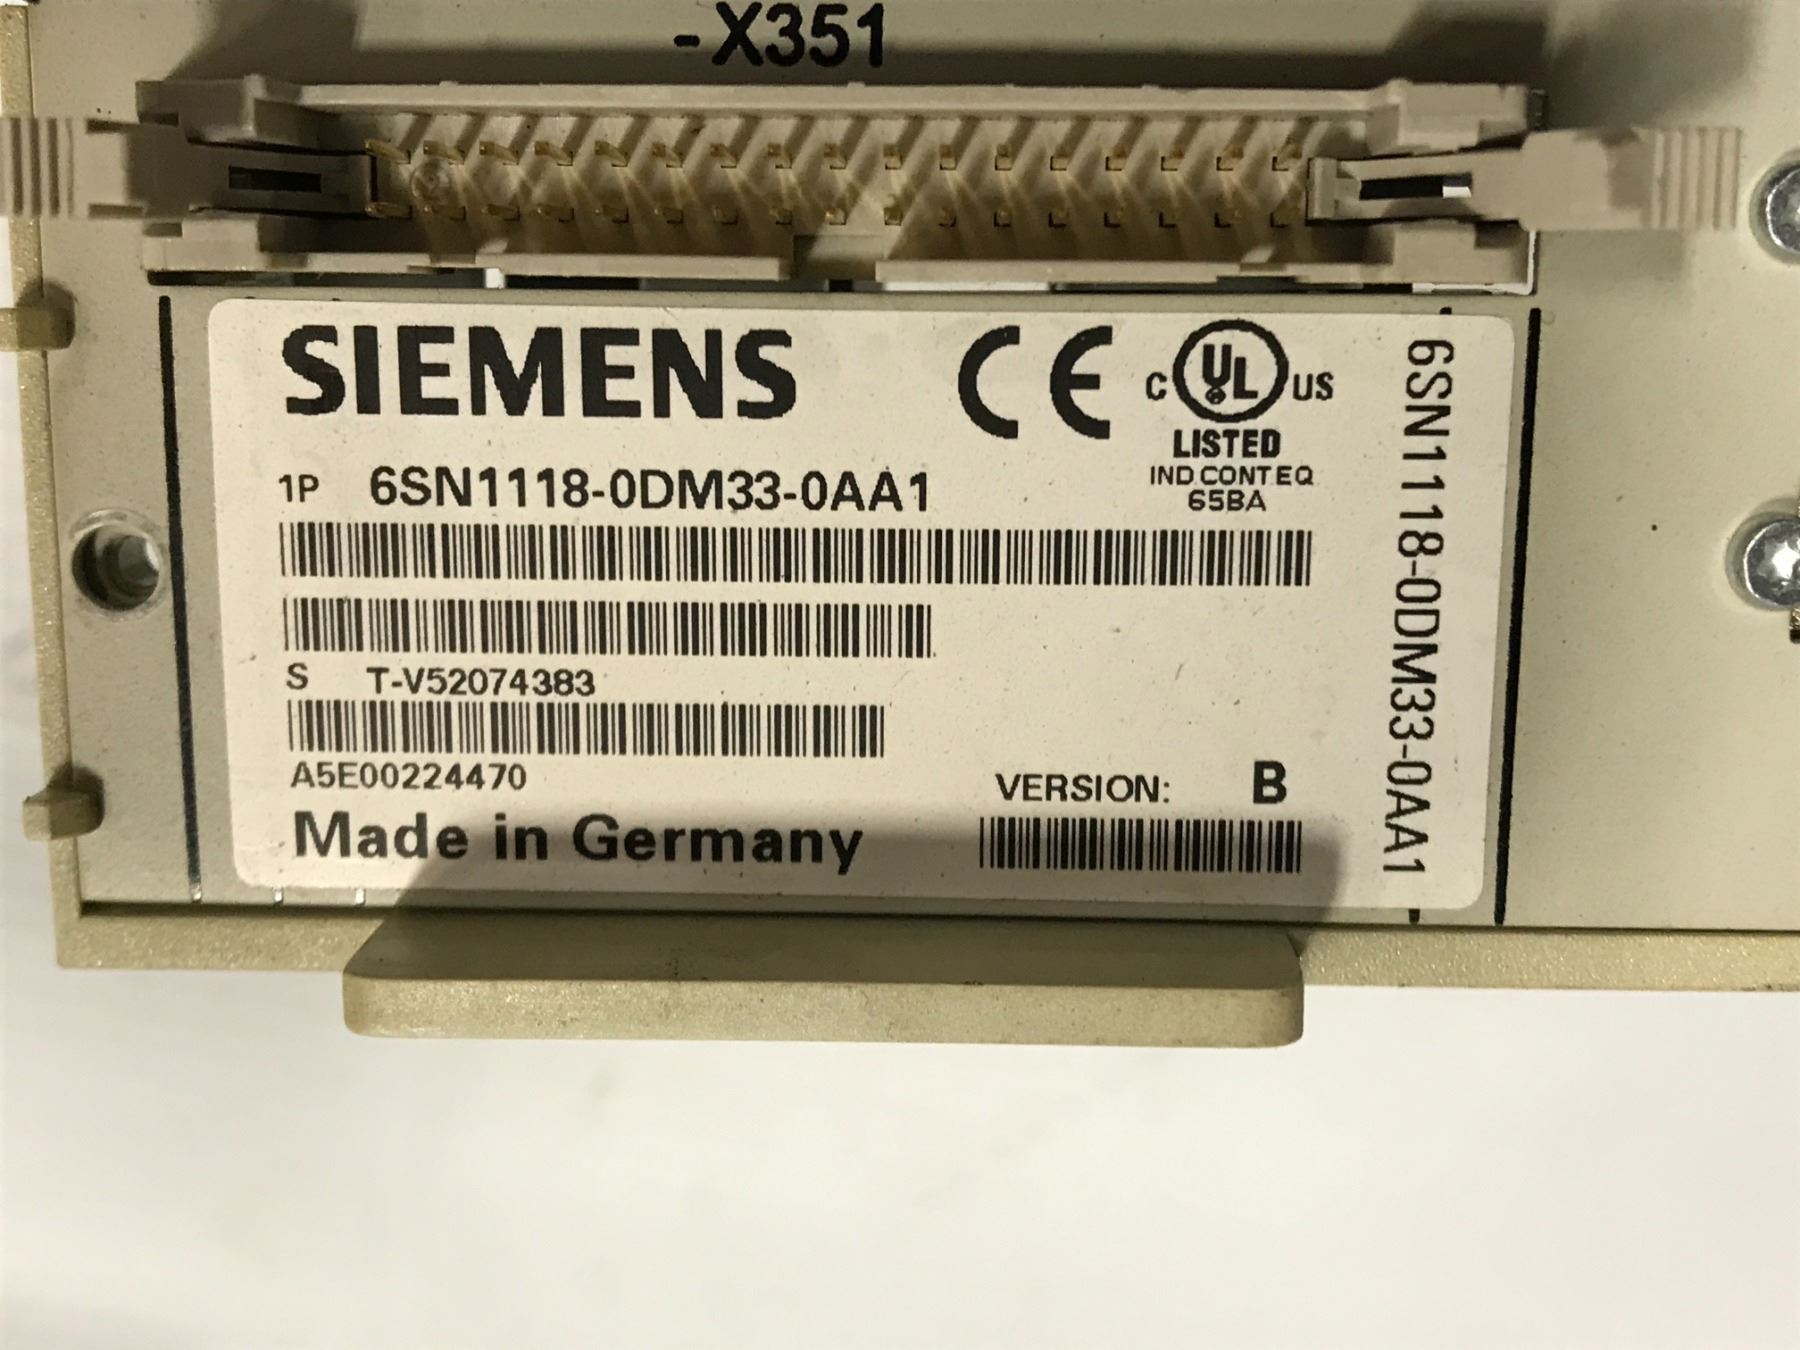 -X351
SIEMENS
CE
C UL US
LISTED
IND CONT EQ
65BA
1P 6SN1118-0DM33-0AA1
S T-V52074383
A5E00224470
VERSION: B
Made in Germany
6SN1118-0DM33-0AA1